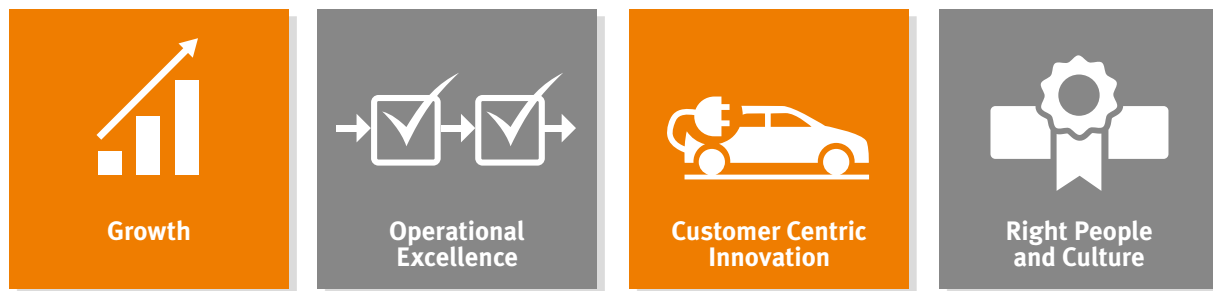 Growth
Operational
Excellence
Customer Centric
Innovation
Right People
and Culture